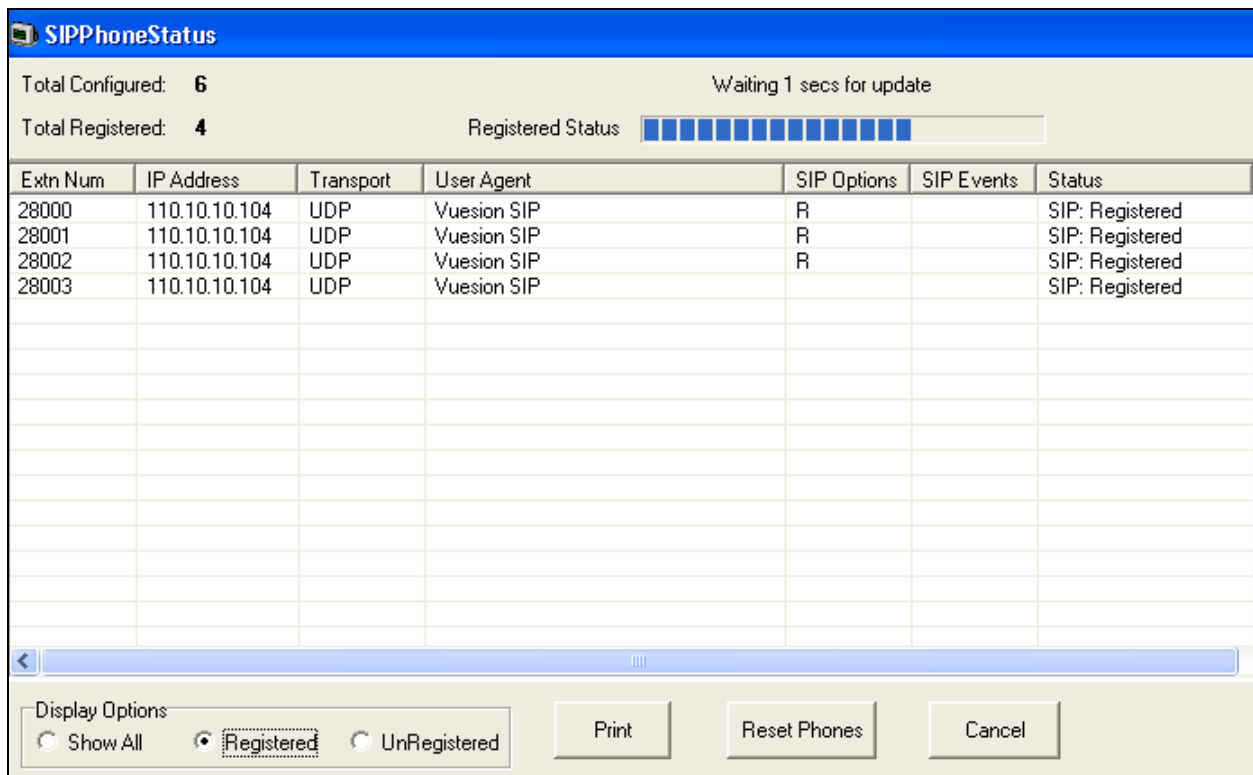 SIPPhoneStatus
Total Configured: 6 Waiting 1 secs for update
Total Registered: 4 Registered Status
Extn Num IP Address Transport User Agent SIP Options SIP Events Status
28000 110.10.10.104 UDP Vuesion SIP R SIP: Registered
28001 110.10.10.104 UDP Vuesion SIP R SIP: Registered
28002 110.10.10.104 UDP Vuesion SIP R SIP: Registered
28003 110.10.10.104 UDP Vuesion SIP SIP: Registered
Display Options
Show All Registered UnRegistered Print Reset Phones Cancel